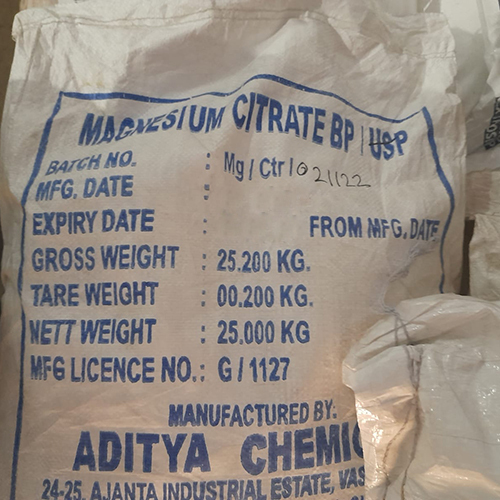 MAGNESIUM CITRATE BP / USP
BATCH NO. : Mg / Ctr / 021122
MFG. DATE :
EXPIRY DATE : FROM MFG. DATE
GROSS WEIGHT : 25.200 KG.
TARE WEIGHT : 00.200 KG.
NETT WEIGHT : 25.000 KG
MFG LICENCE NO.: G / 1127
MANUFACTURED BY:
ADITYA CHEMIC
24-25, AJANTA INDUSTRIAL ESTATE, VAS